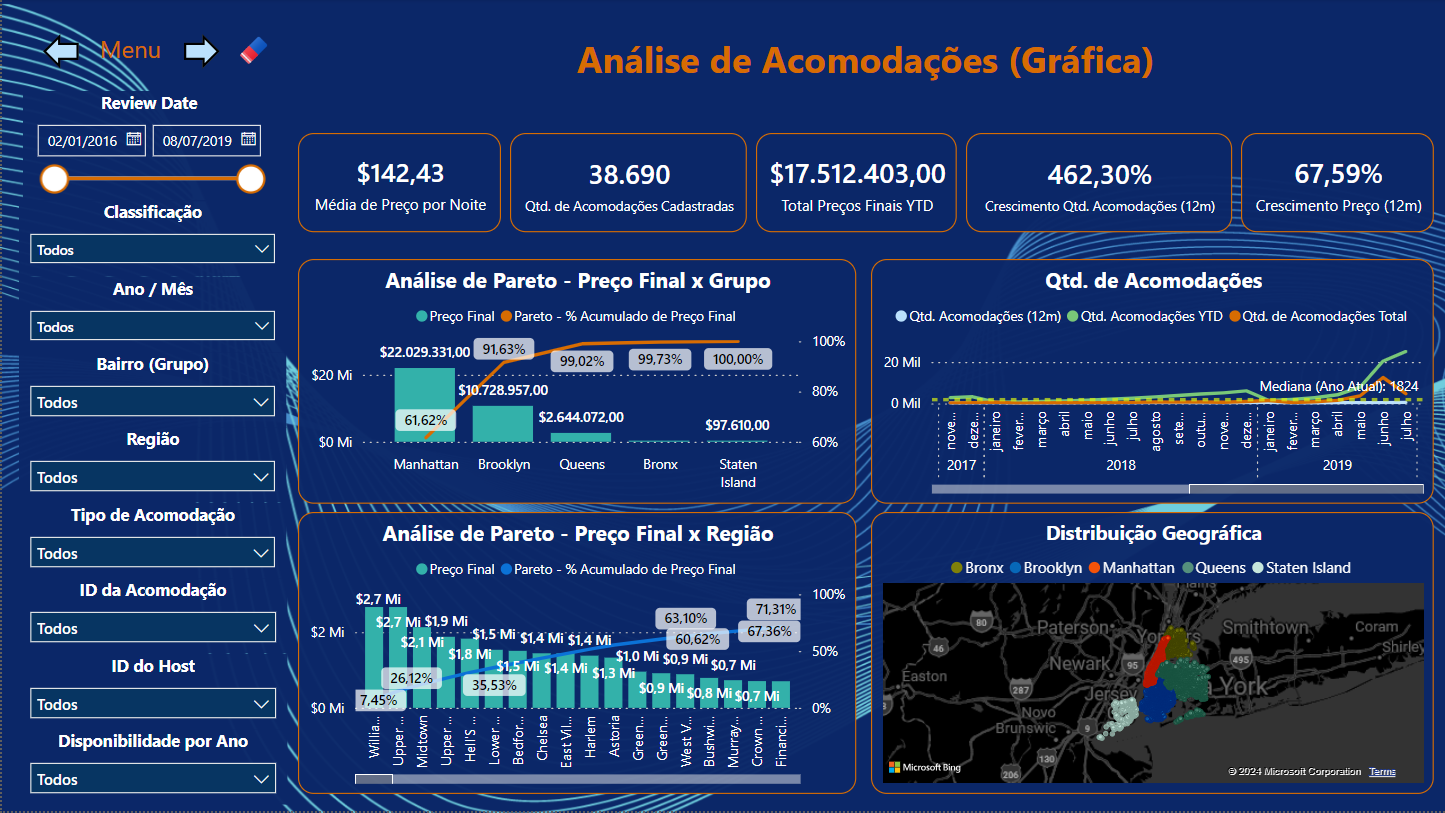 Menu
Análise de Acomodações (Gráfica)
Review Date
02/01/2016
08/07/2019
Classificação
Todos
Ano / Mês
Todos
Bairro (Grupo)
Todos
Região
Todos
Tipo de Acomodação
Todos
ID da Acomodação
Todos
ID do Host
Todos
Disponibilidade por Ano
Todos
$142,43
Média de Preço por Noite
38.690
Qtd. de Acomodações Cadastradas
$17.512.403,00
Total Preços Finais YTD
462,30%
Crescimento Qtd. Acomodações (12m)
67,59%
Crescimento Preço (12m)
Análise de Pareto - Preço Final x Grupo
Preço Final Pareto - % Acumulado de Preço Final
$22.029.331,00
91,63%
99,02%
99,73%
100,00%
100%
$20 Mi
$10.728.957,00
80%
61,62%
$2.644.072,00
$97.610,00
$0 Mi
60%
Manhattan Brooklyn Queens Bronx Staten Island
Qtd. de Acomodações
Qtd. Acomodações (12m) Qtd. Acomodações YTD Qtd. de Acomodações Total
20 Mil
Mediana (Ano Atual): 1824
0 Mil
nove... deze... janeiro fever... março abril maio junho julho agosto sete... outu... nove... deze... janeiro fever... março abril maio junho julho
2017 2018 2019
Análise de Pareto - Preço Final x Região
Preço Final Pareto - % Acumulado de Preço Final
100%
$2,7 Mi
71,31%
$2,7 Mi
$1,9 Mi
63,10%
$2 Mi
$2,1 Mi
$1,5 Mi
$1,4 Mi
$1,4 Mi
60,62%
67,36%
$1,8 Mi
$1,5 Mi
$1,4 Mi
$1,3 Mi
$1,0 Mi
$0,9 Mi
$0,7 Mi
50%
26,12%
35,53%
$0,9 Mi
$0,8 Mi
$0,7 Mi
7,45%
$0 Mi
0%
Willia... Upper ... Midtown Upper ... Hell'S ... Lower ... Bedfor... Chelsea East Vil... Harlem Astoria Green... Green... West V... Bushwi... Murray... Crown ... Financi...
Distribuição Geográfica
Bronx Brooklyn Manhattan Queens Staten Island
80
Paterson
Smithtown
Coram
46
Newark
95
495
Shirley
Easton
287
Jersey
Novo
Brunswic
9
130
206
Microsoft Bing
© 2024 Microsoft Corporation Terms